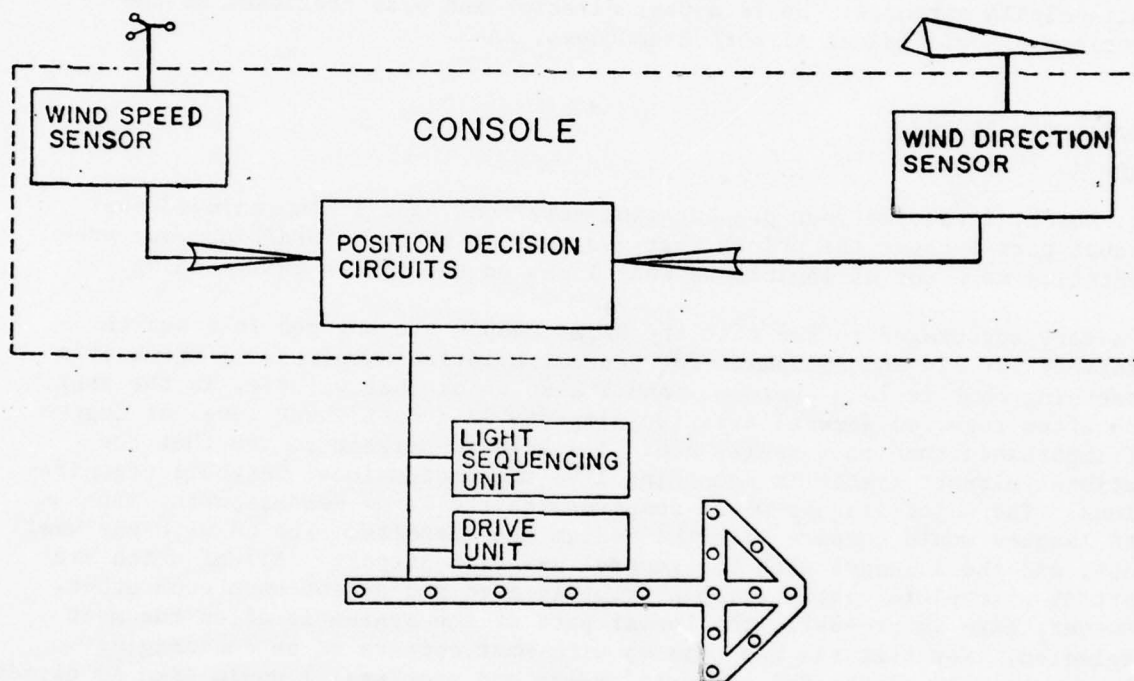 WIND SPEED
SENSOR
CONSOLE
WIND DIRECTION
SENSOR
POSITION DECISION
CIRCUITS
LIGHT
SEQUENCING
UNIT
DRIVE
UNIT